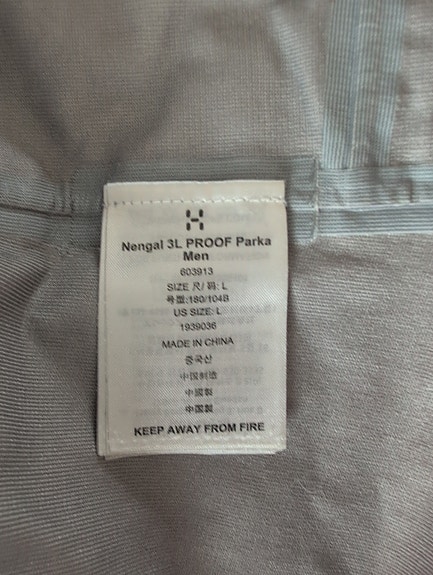 Nengal 3L PROOF Parka
Men
603913
SIZE 尺/ 码: L
号型:180/104B
US SIZE: L
1939036
MADE IN CHINA
중국산
中国制造
中國製
中国製
KEEP AWAY FROM FIRE